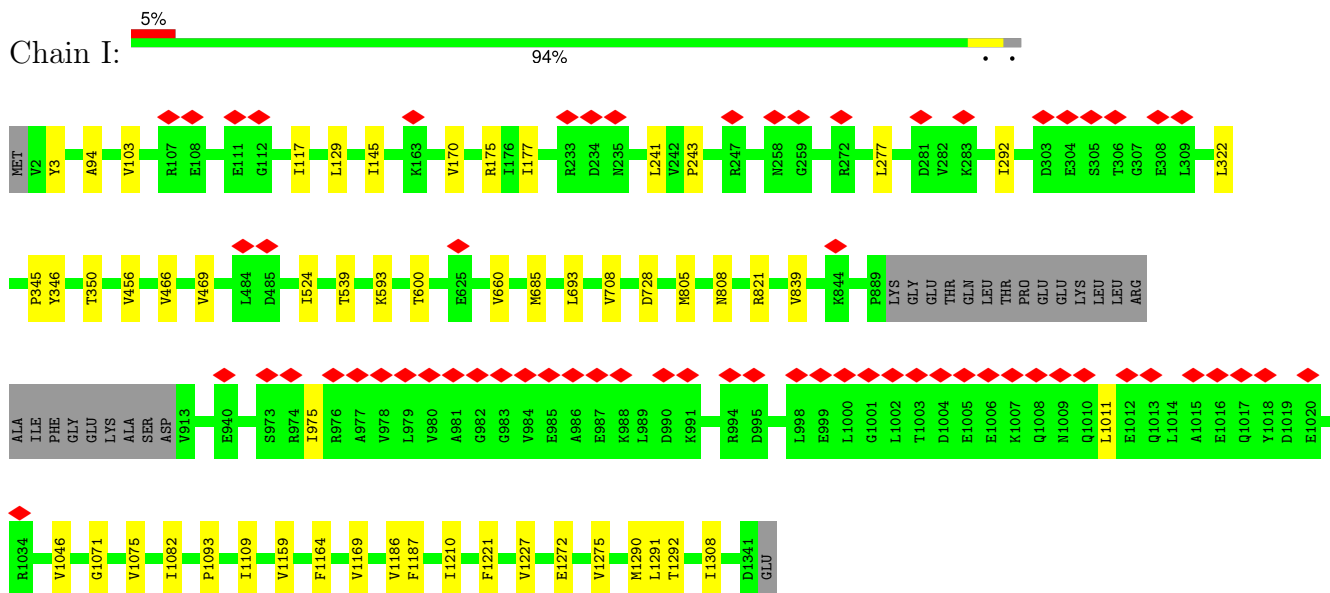 5%
Chain I:
94%
• •
MET V2 Y3 A94 V103 R107 E108 E111 G112 I117 L129 I145 K163 V170 R175 I176 I177 R233 D234 N235 L241 V242 P243 R247 N258 G259 R272 L277 D281 V282 K283 I292 D303 E304 S305 T306 G307 E308 L309 L322
P345 Y346 T350 V456 V466 V469 L484 D485 I524 T539 K593 T600 E625 V660 M685 L693 V708 D728 M805 N808 R821 V839 K844 P889 LYS GLY GLU THR GLN LEU THR PRO GLU GLU LYS LEU LEU ARG
ALA ILE PHE GLY GLU LYS ALA SER ASP V913 E940 S973 R974 I975 R976 A977 V978 L979 V980 A981 G982 G983 V984 E985 A986 E987 K988 L989 D990 K991 R994 D995 L998 E999 L1000 G1001 L1002 T1003 D1004 E1005 E1006 K1007 Q1008 N1009 Q1010 L1011 E1012 Q1013 L1014 A1015 E1016 Q1017 Y1018 D1019 E1020
R1034 V1046 G1071 V1075 I1082 P1093 I1109 V1159 F1164 V1169 V1186 F1187 I1210 F1221 V1227 E1272 V1275 M1290 L1291 T1292 I1308 D1341 GLU